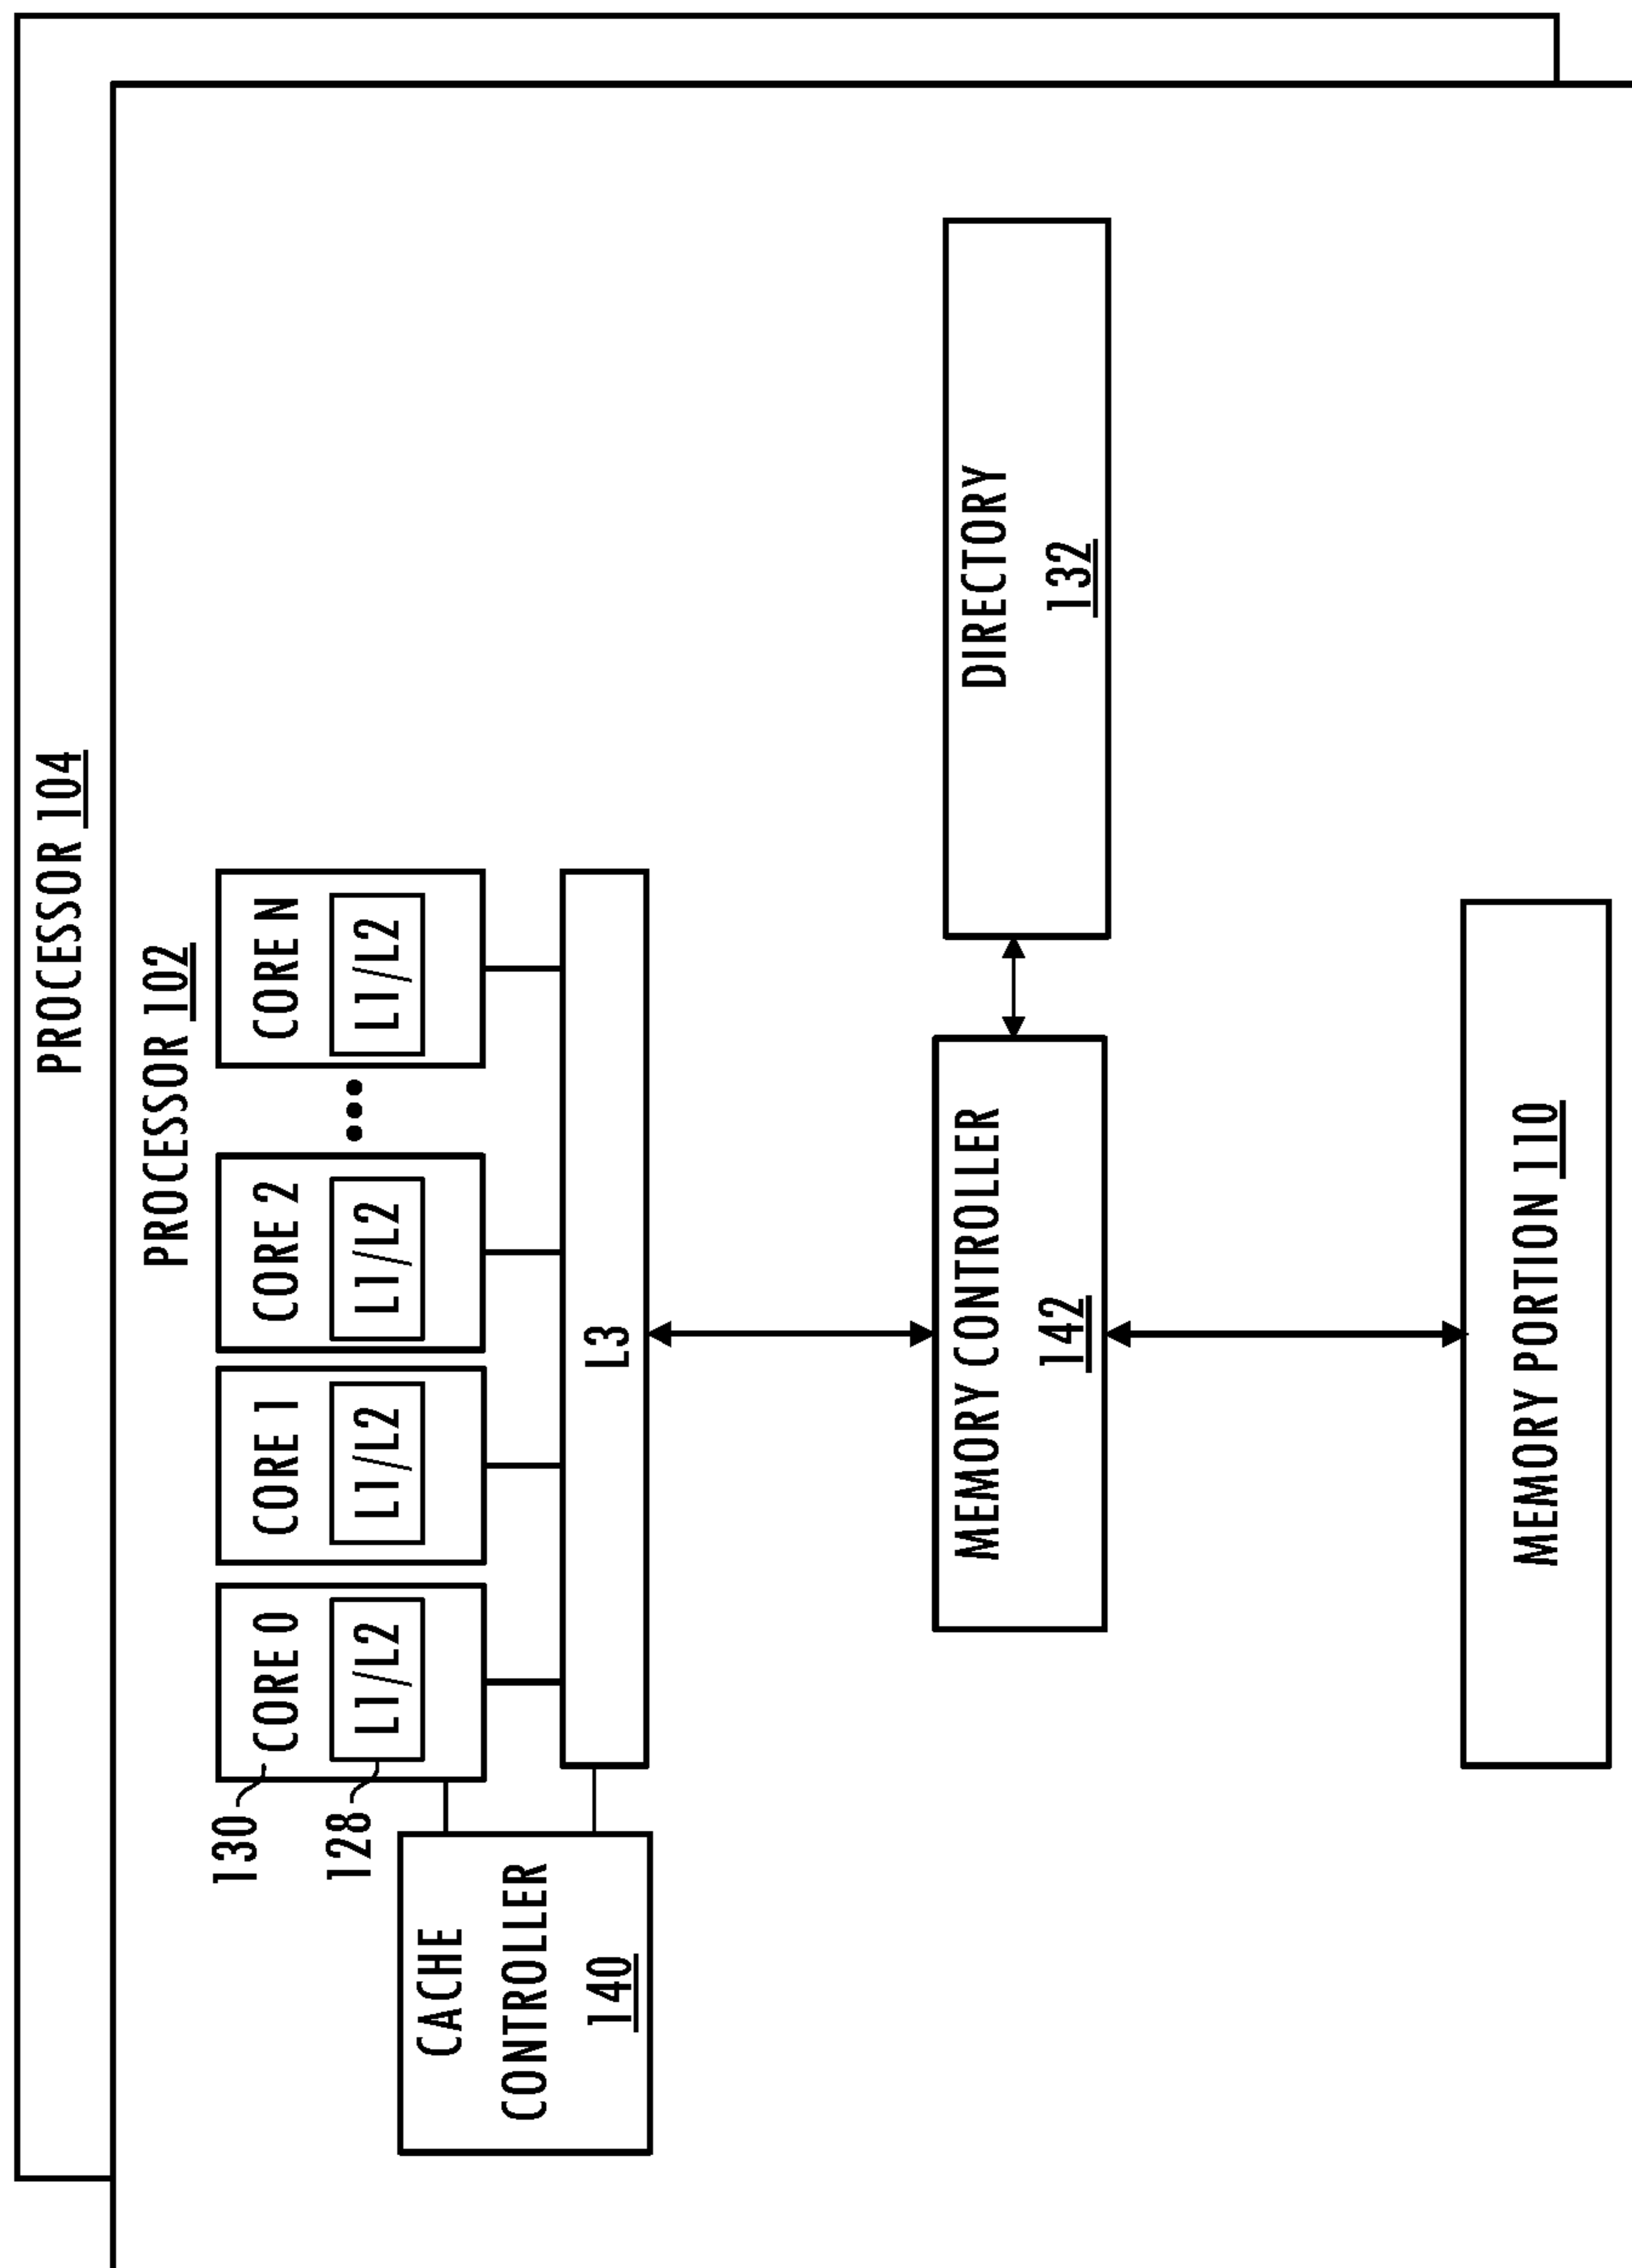 PROCESSOR 104
PROCESSOR 102
130
CORE 0
CORE 1
CORE 2
CORE N
128
L1/L2
L1/L2
L1/L2
L1/L2
CACHE
CONTROLLER
140
L3
MEMORY CONTROLLER
142
DIRECTORY
132
MEMORY PORTION 110